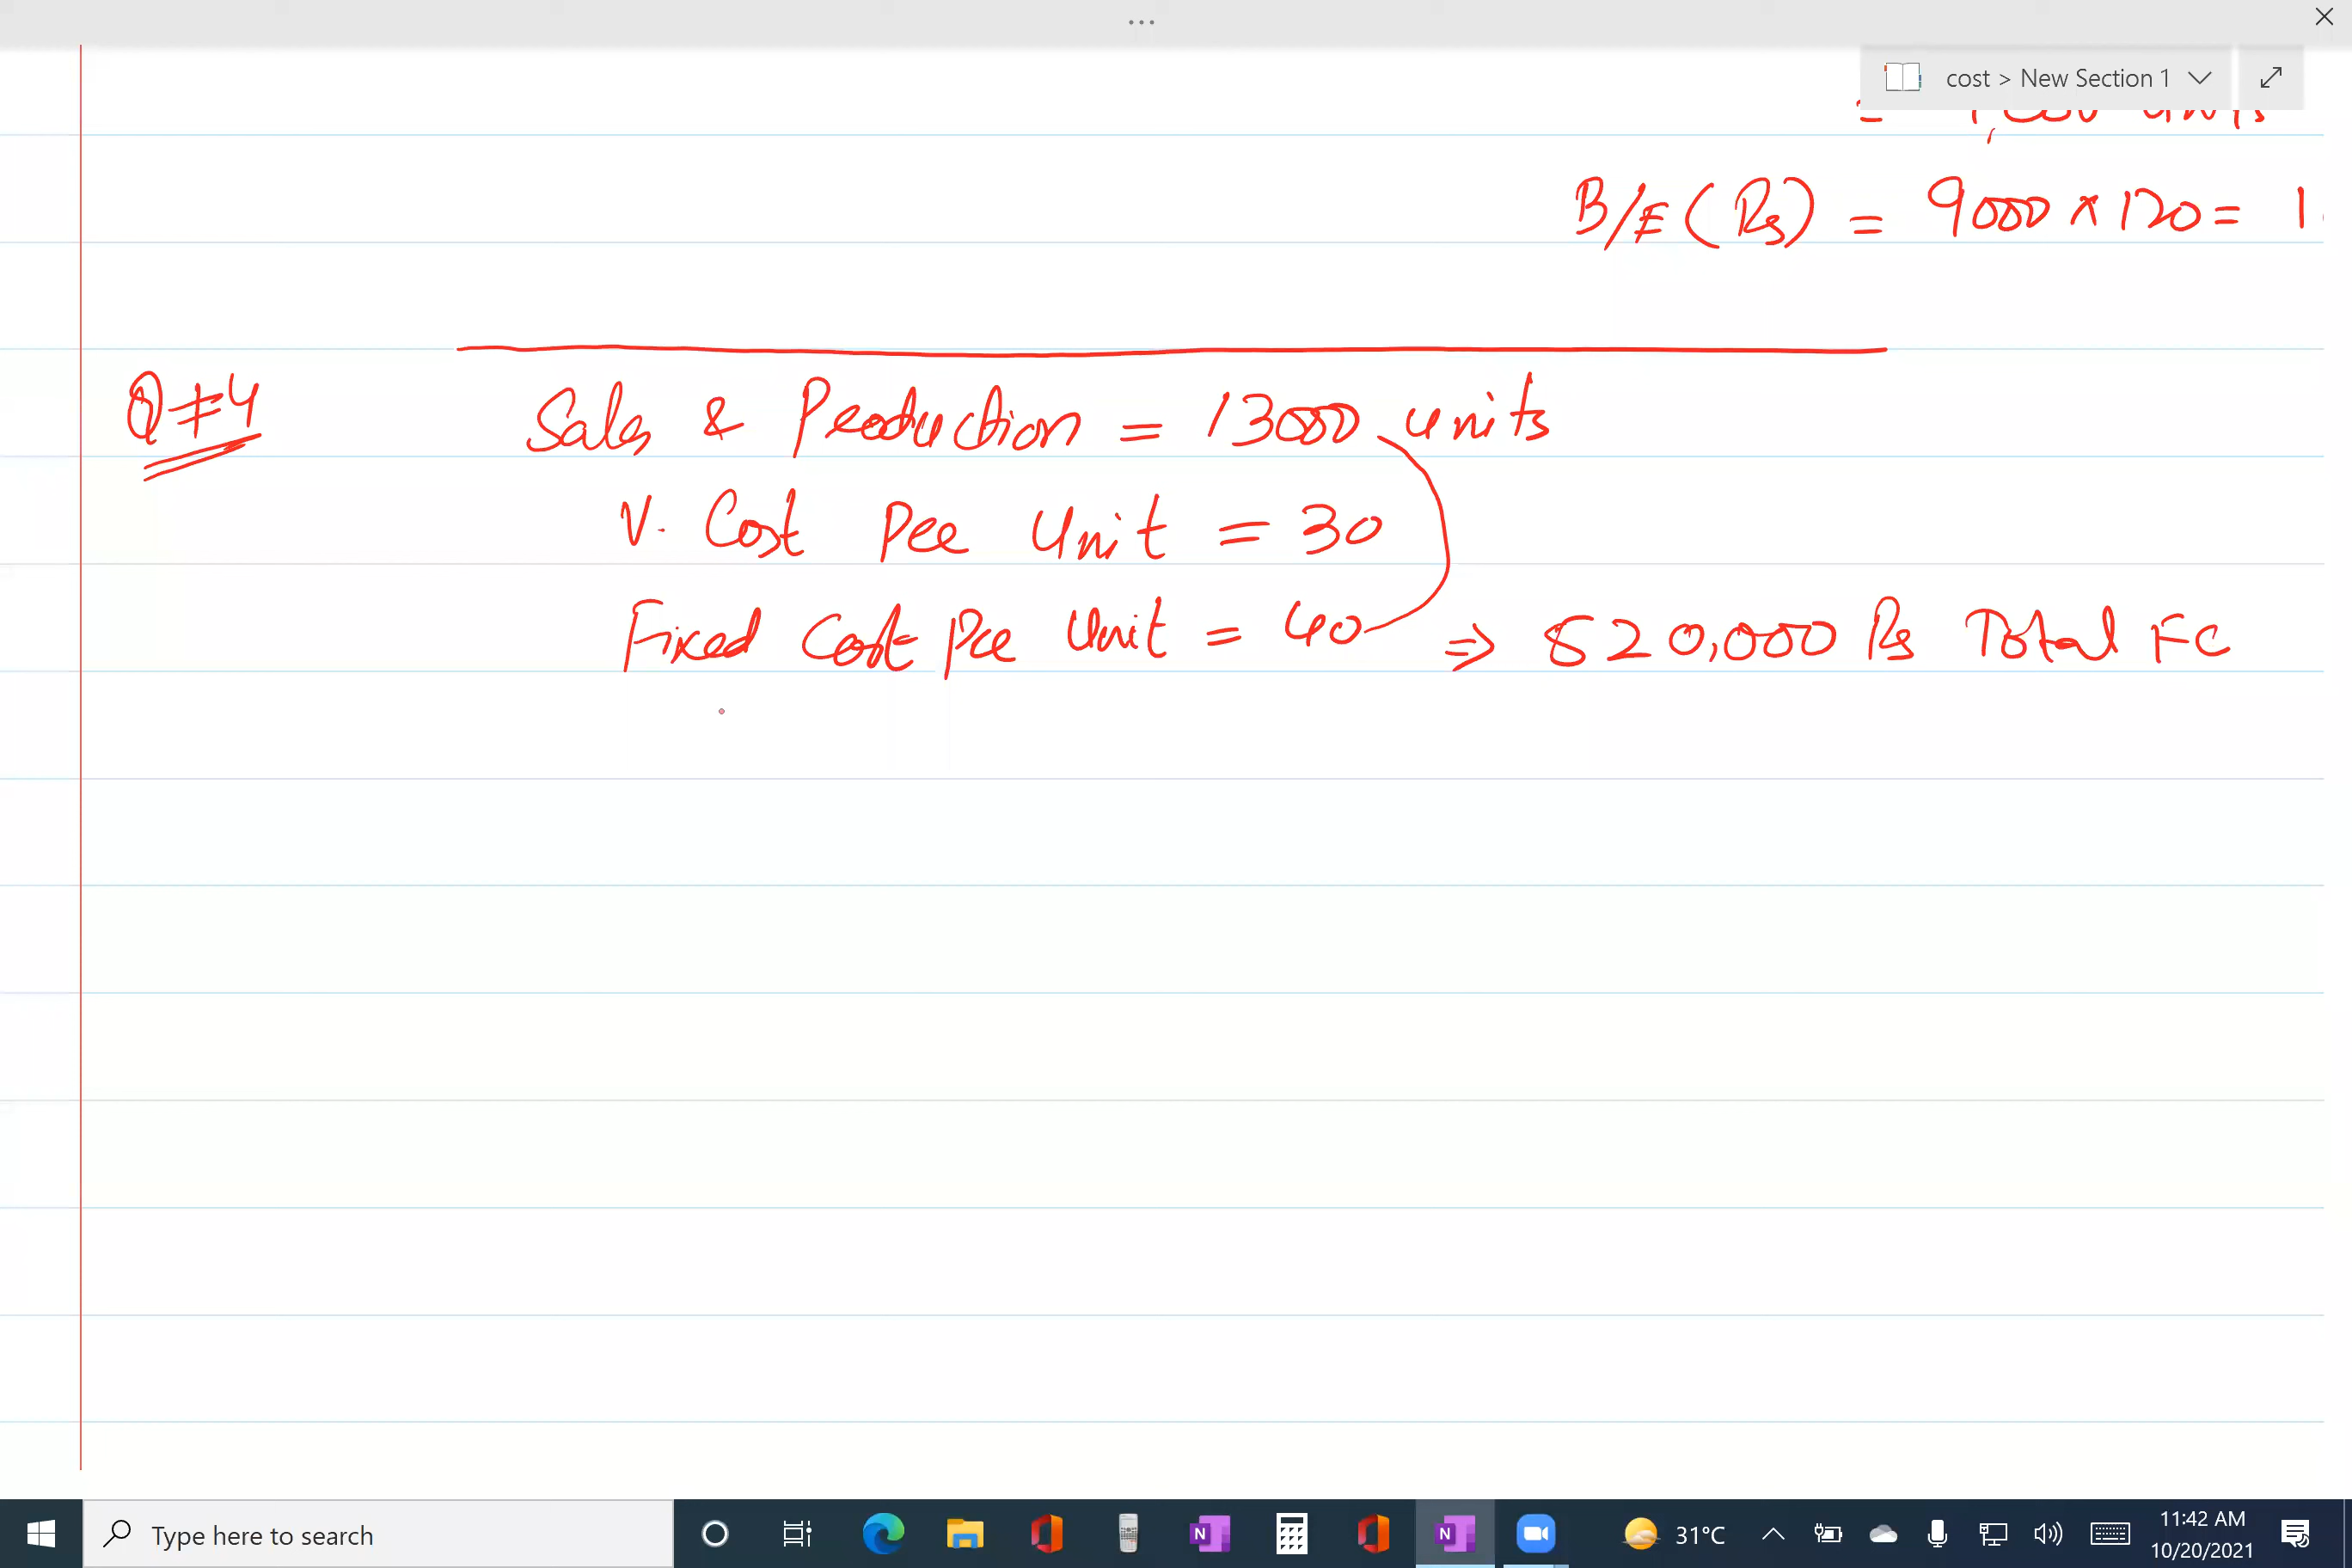 cost > New Section 1
B/E (Rs) = 9000 x 120 = 1
Q#4
Sales & Production = 13000 units
V. Cost Per Unit = 30
Fixed Cost Per Unit = 40 ⇒ 520,000 Rs Total FC
Type here to search
31°C
11:42 AM
10/20/2021